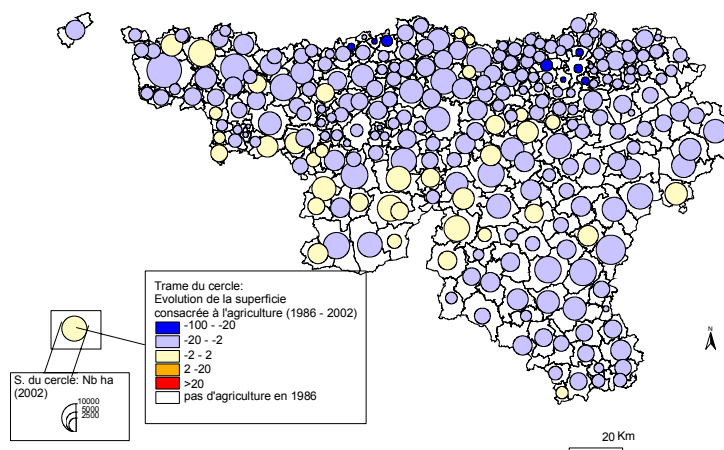 Trame du cercle:
Evolution de la superficie
consacrée à l'agriculture (1986 - 2002)
-100 - -20
-20 - -2
-2 - 2
2 -20
>20
pas d'agriculture en 1986
S. du cercle: Nb ha
(2002)
10000
5000
2500
N
20 Km